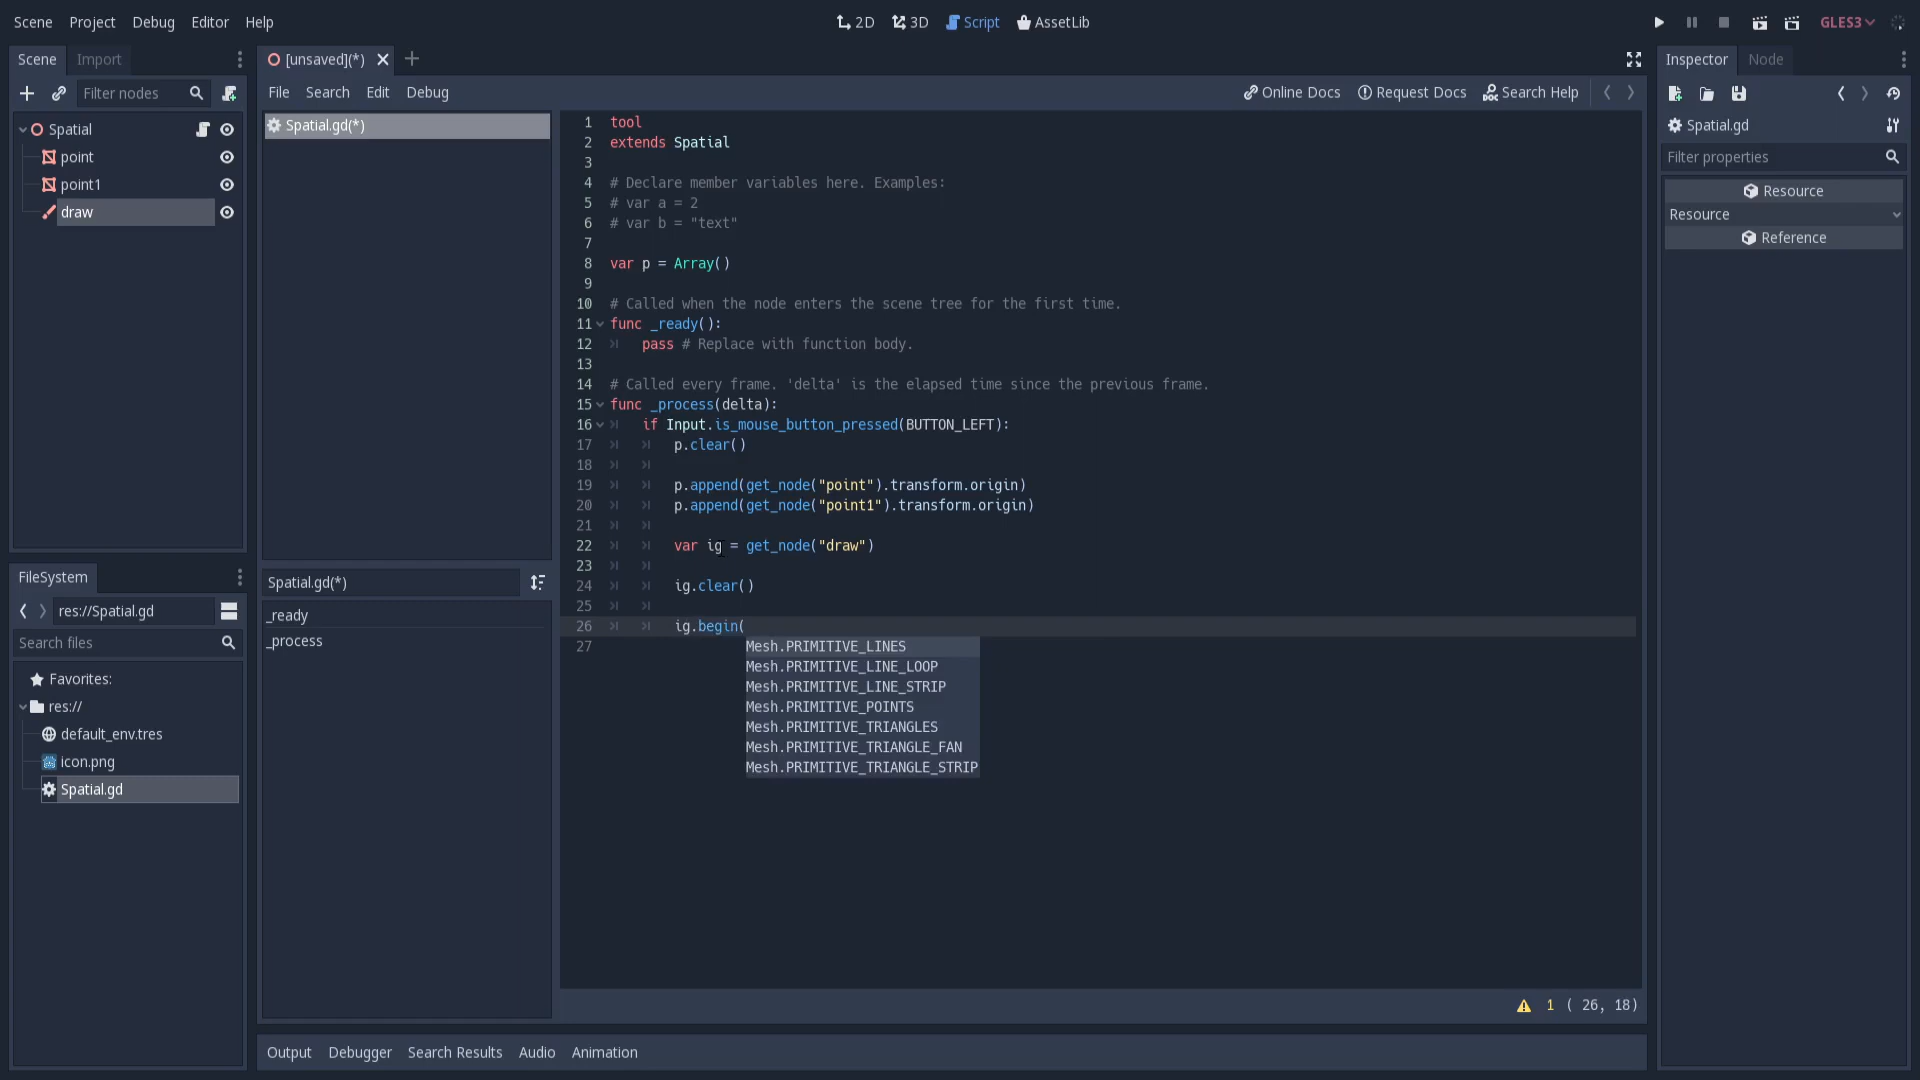 Scene Project Debug Editor Help
2D 3D Script AssetLib
GLES3
Scene Import
Filter nodes
Spatial
point
point1
draw
FileSystem
res://Spatial.gd
Search files
Favorites:
res://
default_env.tres
icon.png
Spatial.gd
[unsaved](*)
File Search Edit Debug
Online Docs Request Docs Search Help
Spatial.gd(*)
Spatial.gd(*)
_ready
_process
1 tool
2 extends Spatial
3
4 # Declare member variables here. Examples:
5 # var a = 2
6 # var b = "text"
7
8 var p = Array()
9
10 # Called when the node enters the scene tree for the first time.
11 func _ready():
12 pass # Replace with function body.
13
14 # Called every frame. 'delta' is the elapsed time since the previous frame.
15 func _process(delta):
16 if Input.is_mouse_button_pressed(BUTTON_LEFT):
17 p.clear()
18
19 p.append(get_node("point").transform.origin)
20 p.append(get_node("point1").transform.origin)
21
22 var ig = get_node("draw")
23
24 ig.clear()
25
26 ig.begin(
27
Mesh.PRIMITIVE_LINES
Mesh.PRIMITIVE_LINE_LOOP
Mesh.PRIMITIVE_LINE_STRIP
Mesh.PRIMITIVE_POINTS
Mesh.PRIMITIVE_TRIANGLES
Mesh.PRIMITIVE_TRIANGLE_FAN
Mesh.PRIMITIVE_TRIANGLE_STRIP
1 ( 26, 18)
Output Debugger Search Results Audio Animation
Inspector Node
Spatial.gd
Filter properties
Resource
Resource
Reference